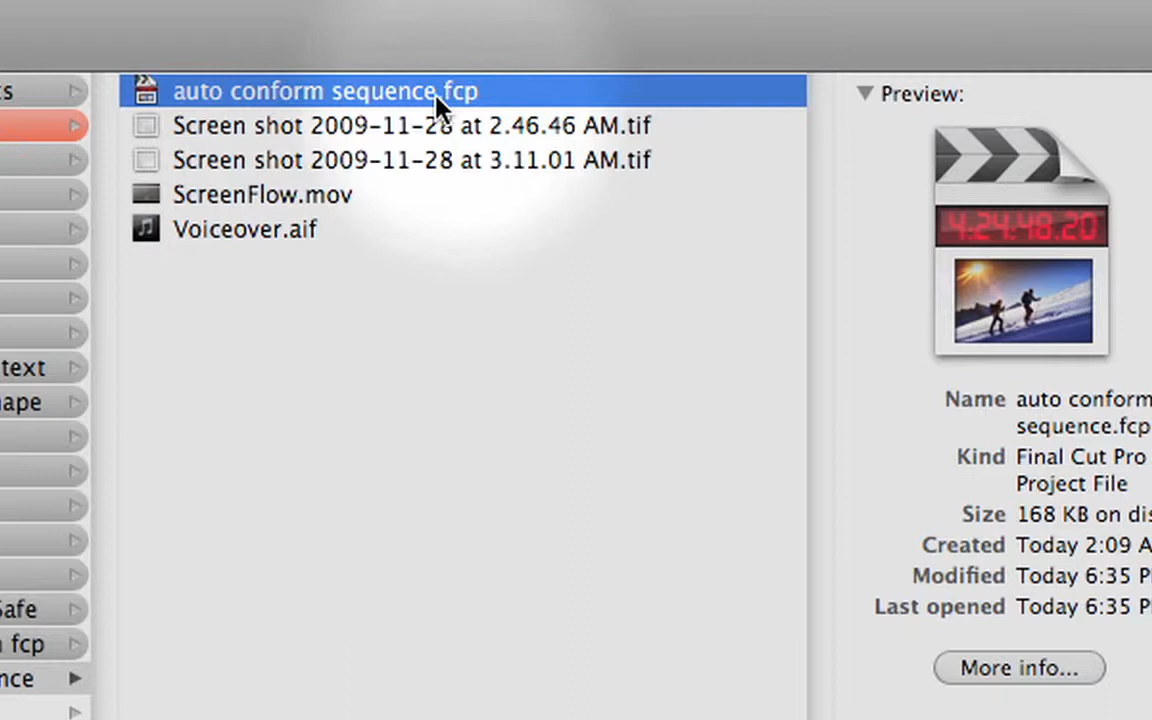 ts
auto conform sequence.fcp
Screen shot 2009-11-28 at 2.46.46 AM.tif
Screen shot 2009-11-28 at 3.11.01 AM.tif
ScreenFlow.mov
Voiceover.aif
text
ape
Safe
n fcp
nce
Preview:
4:24:48.20
Name auto conform
sequence.fcp
Kind Final Cut Pro
Project File
Size 168 KB on dis
Created Today 2:09 A
Modified Today 6:35 P
Last opened Today 6:35 P
More info...